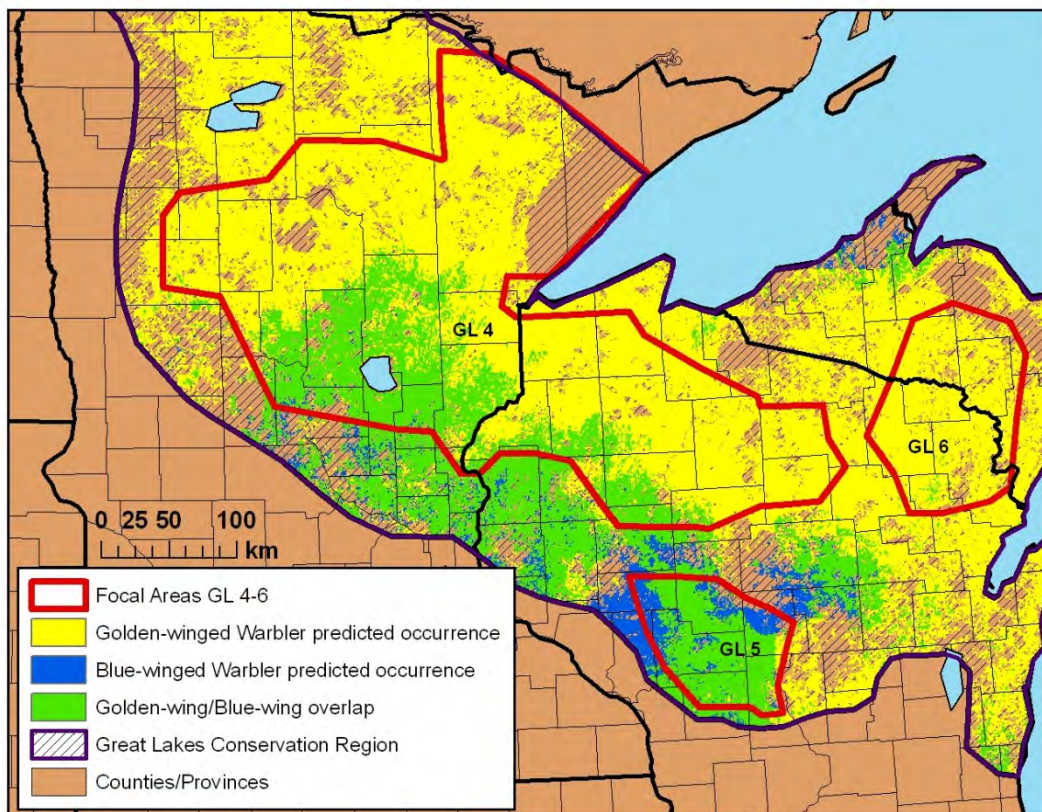 GL 4
GL 6
GL 5
0 25 50 100
km
Focal Areas GL 4-6
Golden-winged Warbler predicted occurrence
Blue-winged Warbler predicted occurrence
Golden-wing/Blue-wing overlap
Great Lakes Conservation Region
Counties/Provinces